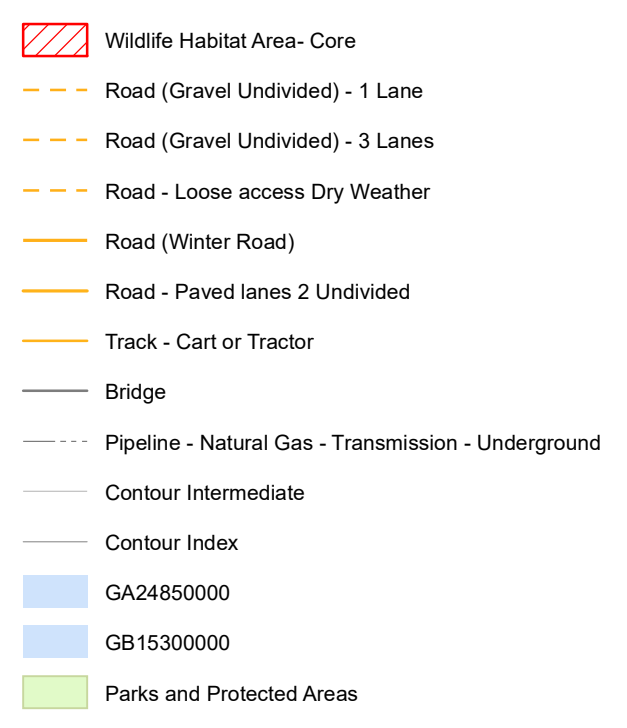 Wildlife Habitat Area- Core
Road (Gravel Undivided) - 1 Lane
Road (Gravel Undivided) - 3 Lanes
Road - Loose access Dry Weather
Road (Winter Road)
Road - Paved lanes 2 Undivided
Track - Cart or Tractor
Bridge
Pipeline - Natural Gas - Transmission - Underground
Contour Intermediate
Contour Index
GA24850000
GB15300000
Parks and Protected Areas